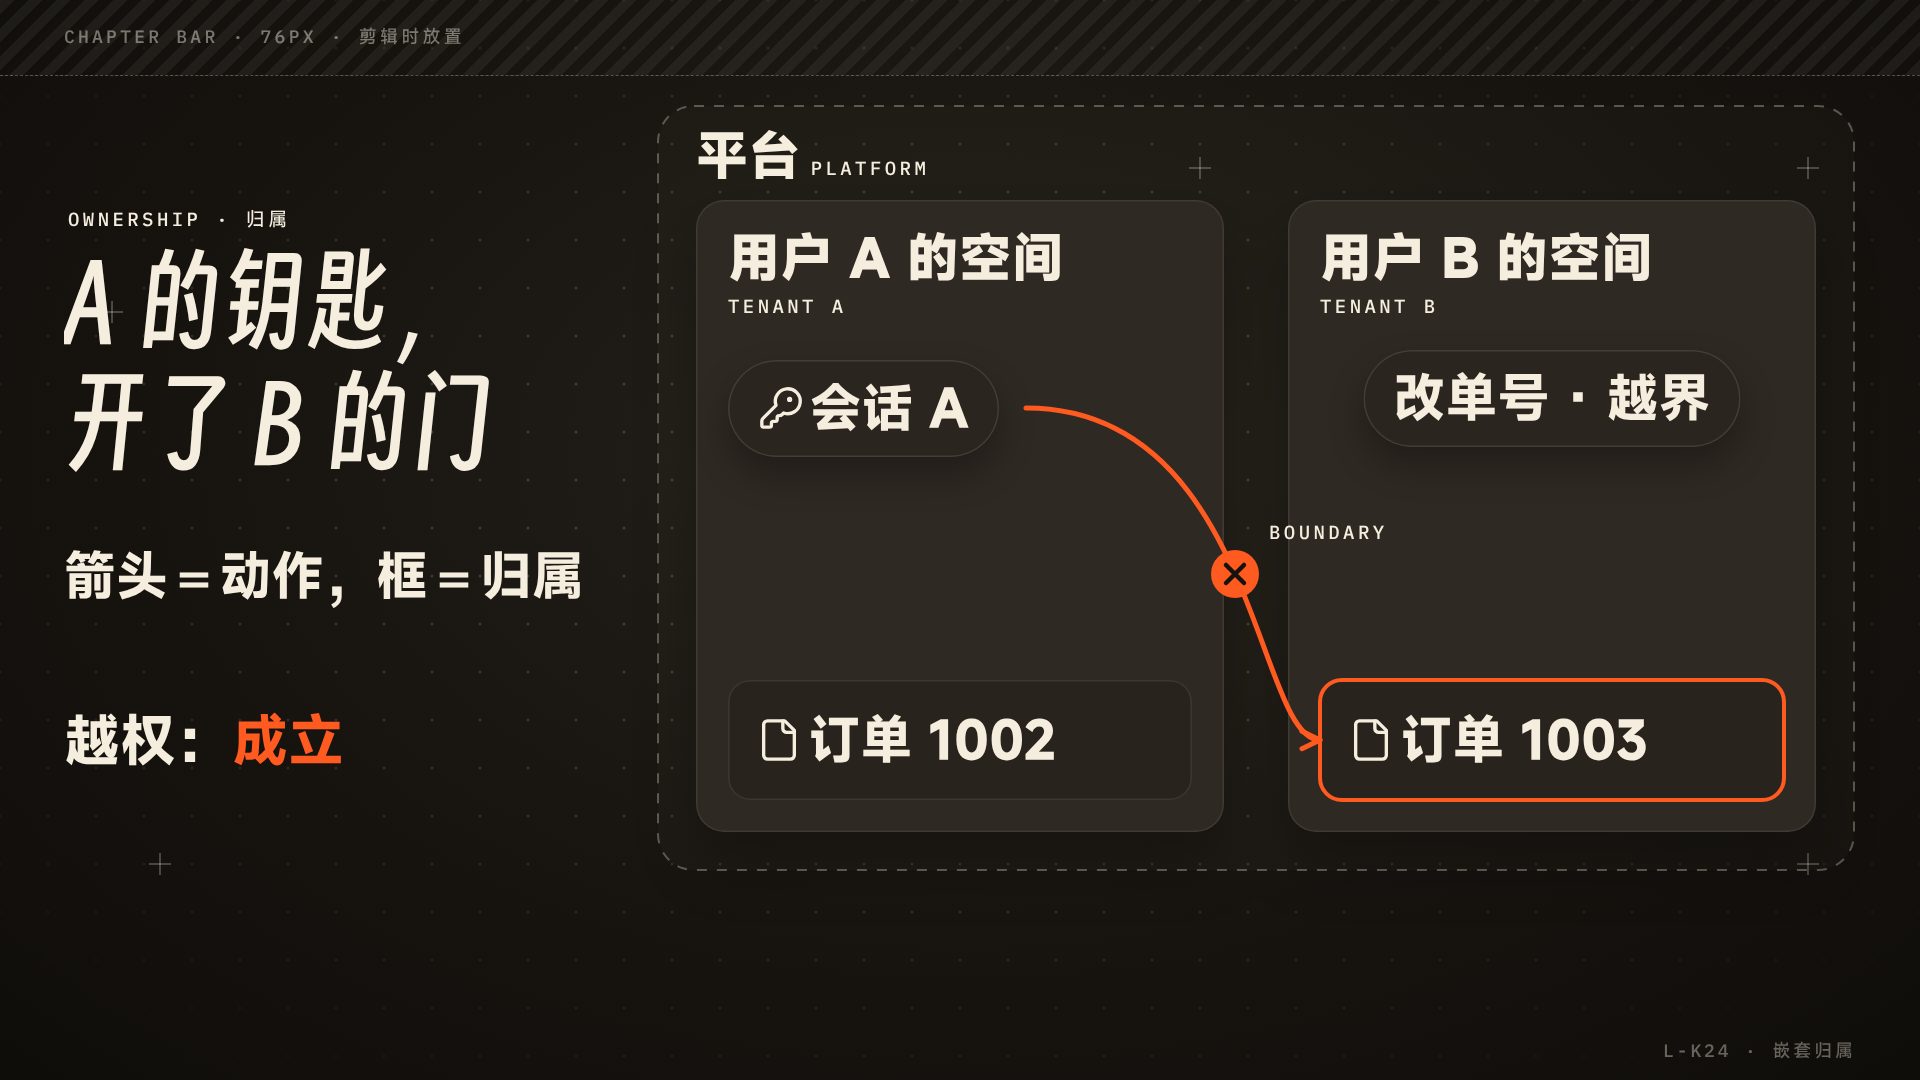 CHAPTER BAR · 76PX · 剪辑时放置
OWNERSHIP · 归属
A 的钥匙，
开了 B 的门
箭头＝动作，框＝归属
越权：成立
平台 PLATFORM
用户 A 的空间
TENANT A
会话 A
订单 1002
BOUNDARY
用户 B 的空间
TENANT B
改单号 · 越界
订单 1003
L-K24 · 嵌套归属